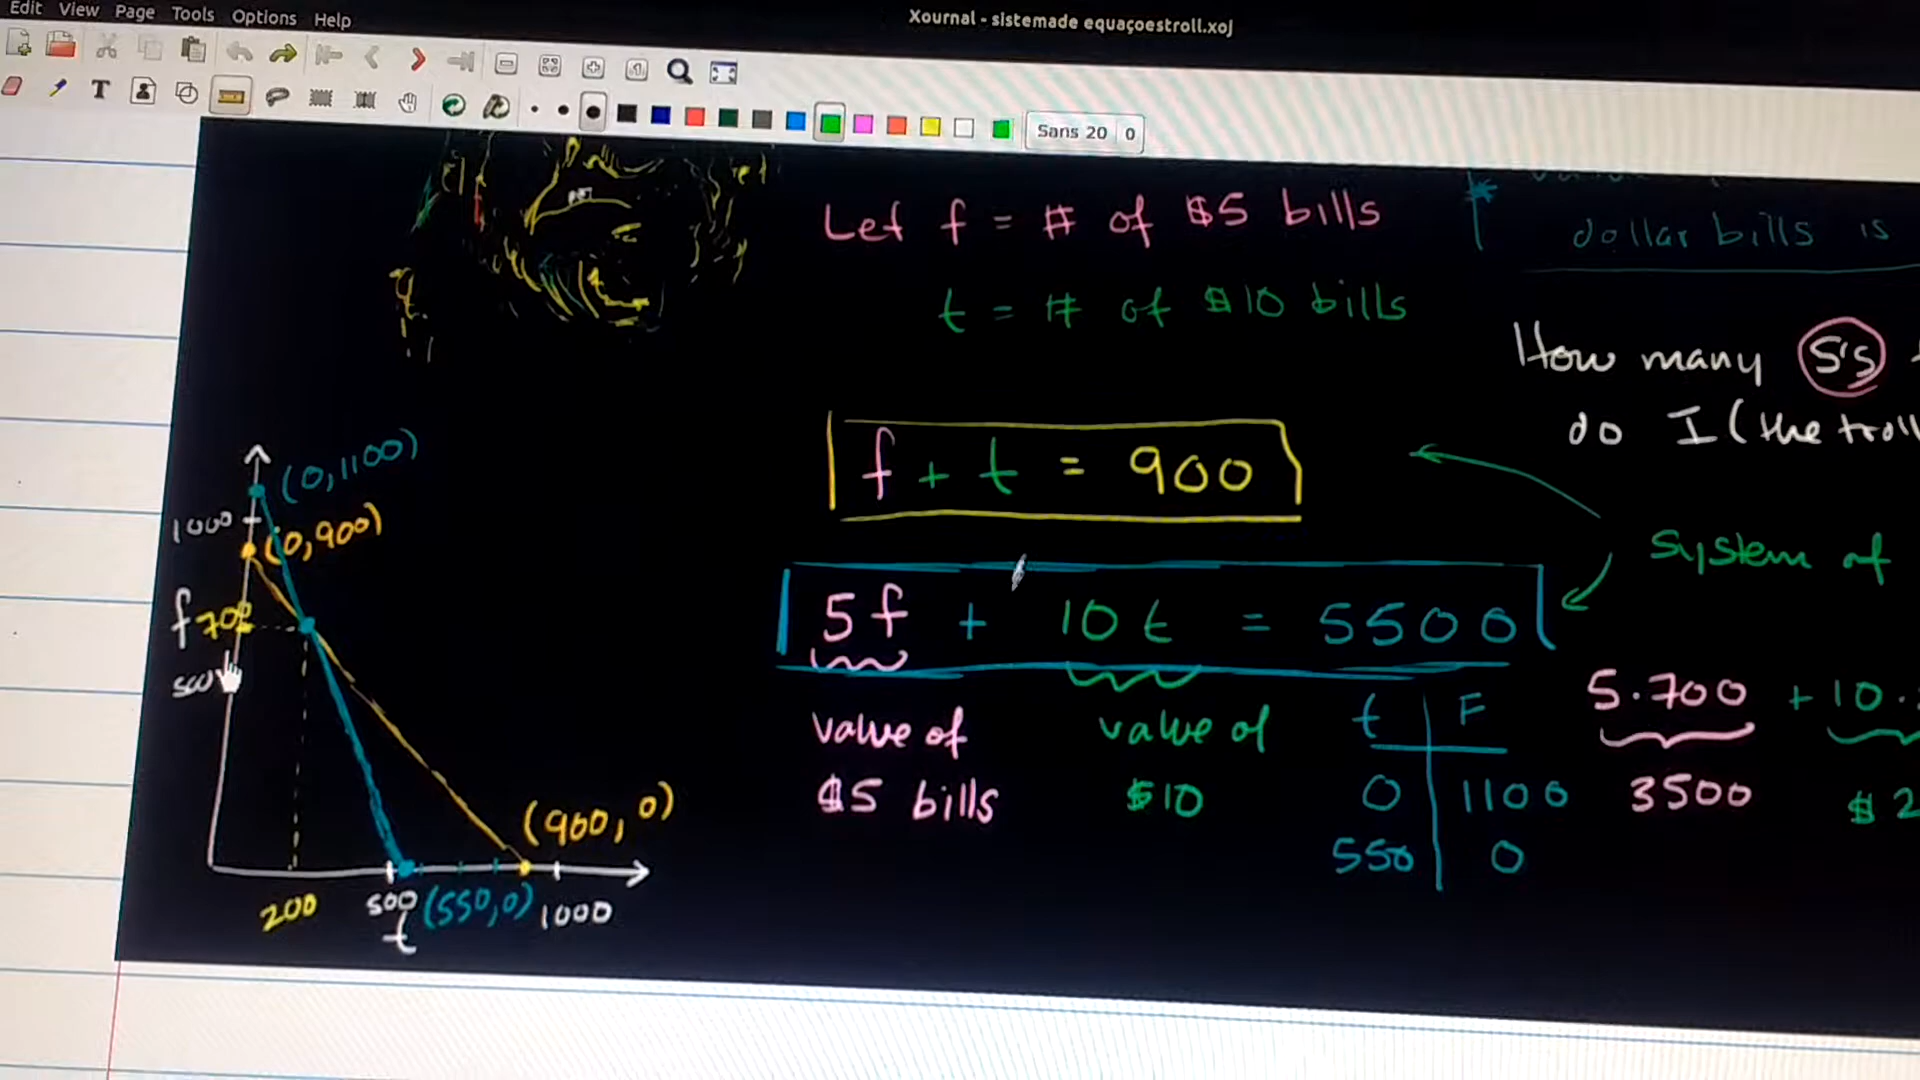 Xournal - sistemade equaçoestroll.xoj
Edit View Page Tools Options Help
Sans 20 0
Let f = # of $5 bills
t = # of $10 bills
dollar bills is
How many 5's
do I (the troll
f + t = 900
System of
5f + 10t = 5500
value of
$5 bills
value of
$10
t F
0 1100
550 0
5.700 + 10.
3500
$ 2
(0,1100)
1000
(0,900)
f
700
500
(900, 0)
200
500
(550,0)
1000
t